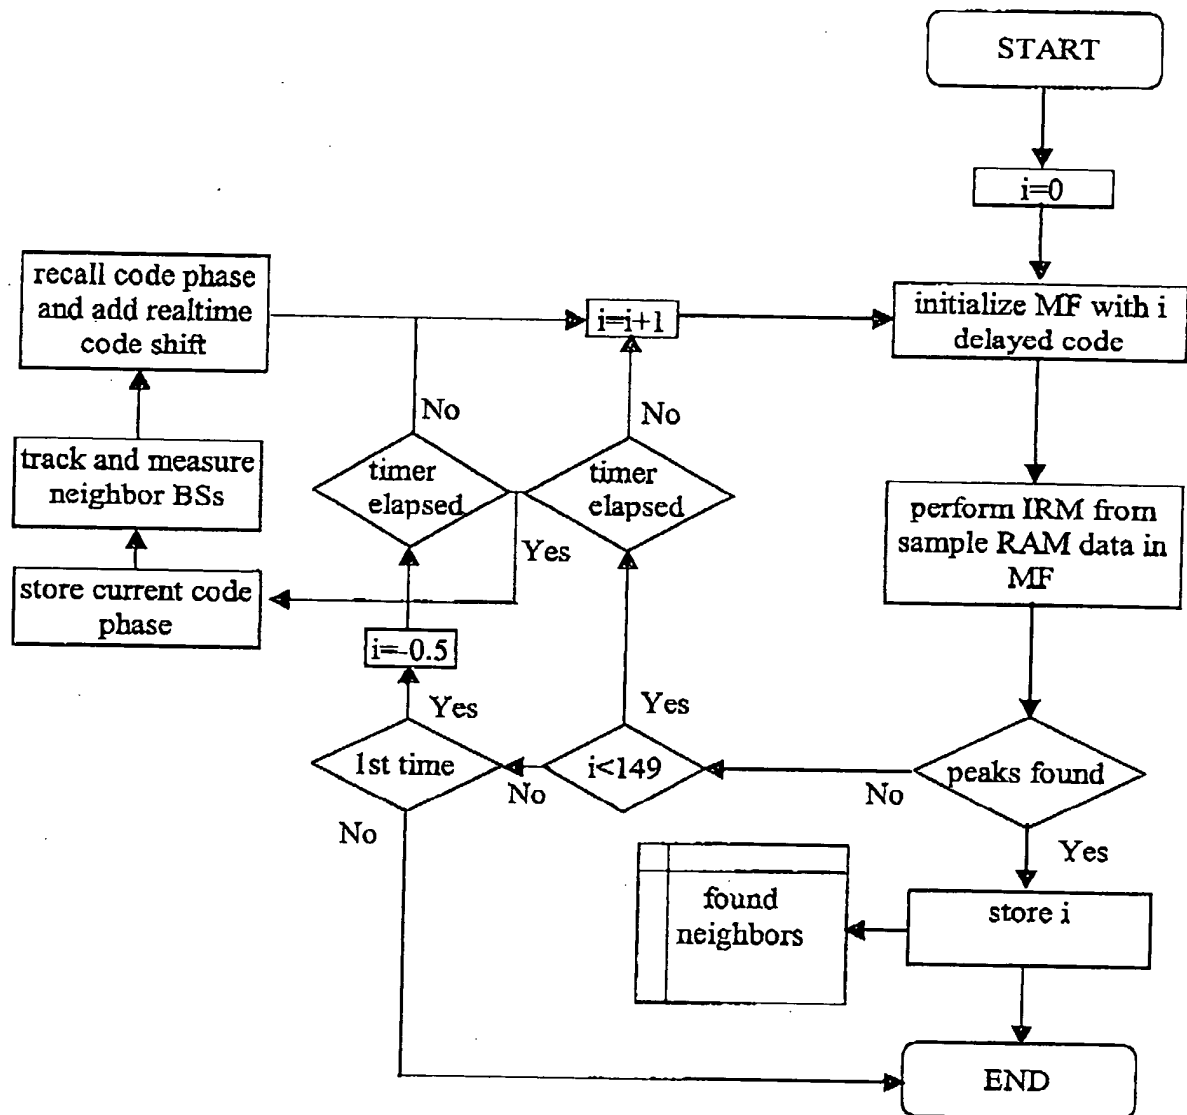 START
i=0
initialize MF with i
delayed code
perform IRM from
sample RAM data in
MF
peaks found
No
Yes
store i
found
neighbors
END
i<149
Yes
No
1st time
Yes
No
i=-0.5
timer
elapsed
No
timer
elapsed
No
Yes
store current code
phase
track and measure
neighbor BSs
recall code phase
and add realtime
code shift
i=i+1